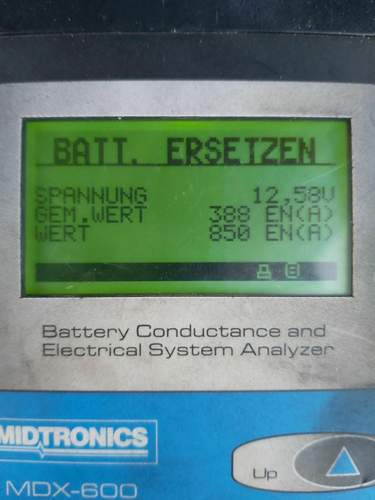 BATT. ERSETZEN
SPANNUNG 12,58V
GEM.WERT 388 EN(A)
WERT 850 EN(A)
Battery Conductance and
Electrical System Analyzer
MIDTRONICS
Up
MDX-600